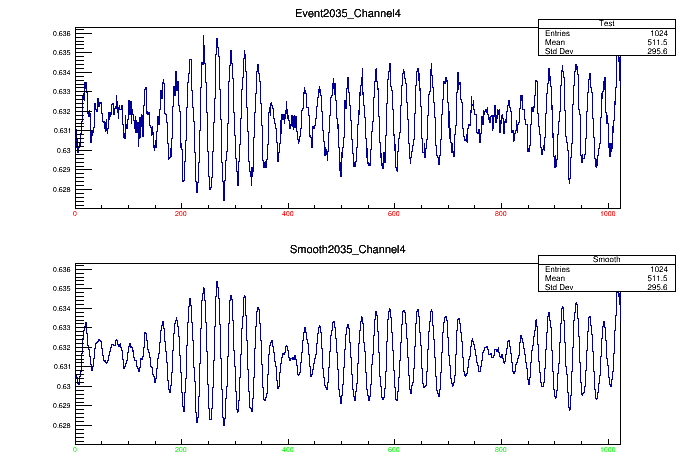 Event2035_Channel4
Test
Entries 1024
Mean 511.5
Std Dev 295.6
0.636
0.635
0.634
0.633
0.632
0.631
0.63
0.629
0.628
0 200 400 600 800 1000
Smooth2035_Channel4
Smooth
Entries 1024
Mean 511.5
Std Dev 295.6
0.636
0.635
0.634
0.633
0.632
0.631
0.63
0.629
0.628
0 200 400 600 800 1000